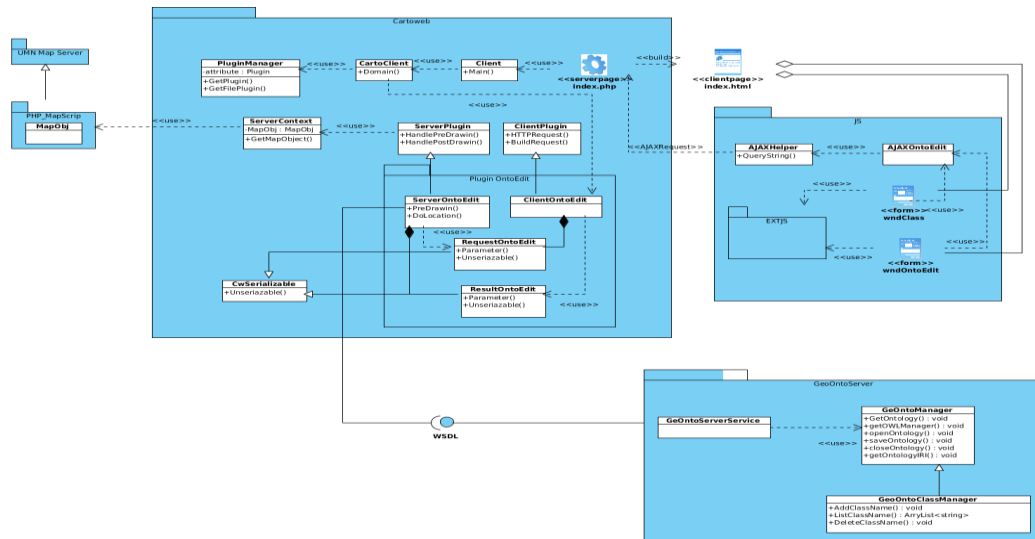 Cartoweb
UMN Map Server
PHP_MapScrip
MapObj
PluginManager
-attribute : Plugin
+GetPlugin()
+GetFilePlugin()
<<use>>
CartoClient
+Domain()
<<use>>
Client
+Main()
<<use>>
<<serverpage>>
index.php
<<build>>
<<clientpage>>
index.html
<<use>>
<<use>>
ServerContext
-MapObj : MapObj
+GetMapObject()
<<use>>
ServerPlugin
+HandlePreDrawin()
+HandlePostDrawin()
ClientPlugin
+HTTPRequest()
+BuildRequest()
<<AJAXRequest>>
JS
AJAXHelper
+QueryString()
<<use>>
AJAXOntoEdit
Plugin OntoEdit
ServerOntoEdit
+PreDrawin()
+DoLocation()
ClientOntoEdit
<<use>>
<<use>>
<<form>>
wndClass
<<use>>
EXTJS
<<use>>
<<use>>
<<form>>
wndOntoEdit
RequestOntoEdit
+Parameter()
+Unseriazable()
CwSerializable
+Unseriazable()
ResultOntoEdit
+Parameter()
+Unseriazable()
<<use>>
WSDL
GeoOntoServer
GeOntoServerService
<<use>>
GeOntoManager
+GetOntology() : void
+getOWLManager() : void
+openOntology() : void
+saveOntology() : void
+closeOntology() : void
+getOntologyIRI() : void
GeoOntoClassManager
+AddClassName() : void
+ListClassName() : ArryList<string>
+DeleteClassName() : void